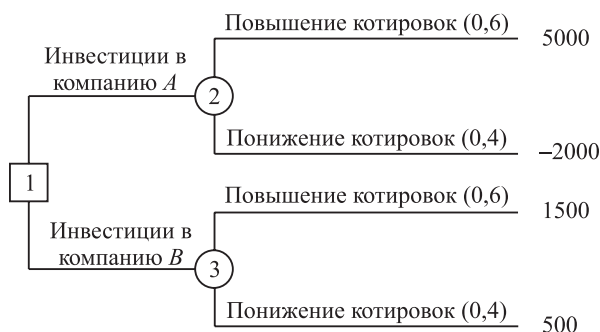 Повышение котировок (0,6) 5000
Инвестиции в
компанию A
2
Понижение котировок (0,4) –2000
1
Повышение котировок (0,6) 1500
Инвестиции в
компанию B
3
Понижение котировок (0,4) 500